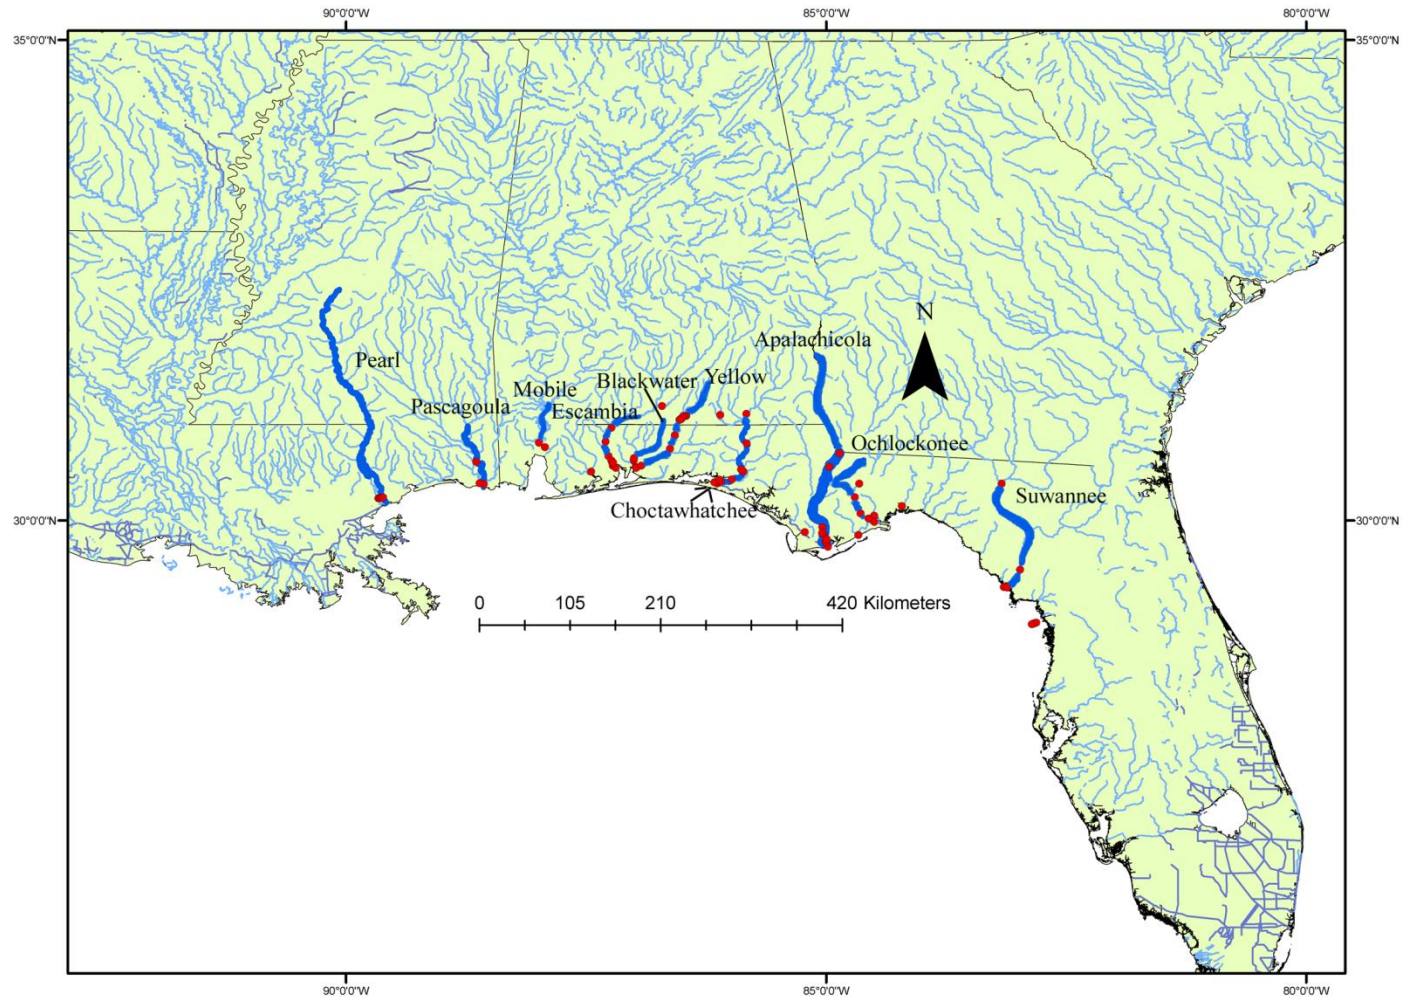 90°0'0"W 85°0'0"W 80°0'0"W
35°0'0"N 35°0'0"N
N
Apalachicola
Pearl
Blackwater Yellow
Mobile
Pascagoula Escambia
Ochlockonee
Suwannee
Choctawhatchee
30°0'0"N 30°0'0"N
0 105 210 420 Kilometers
90°0'0"W 85°0'0"W 80°0'0"W